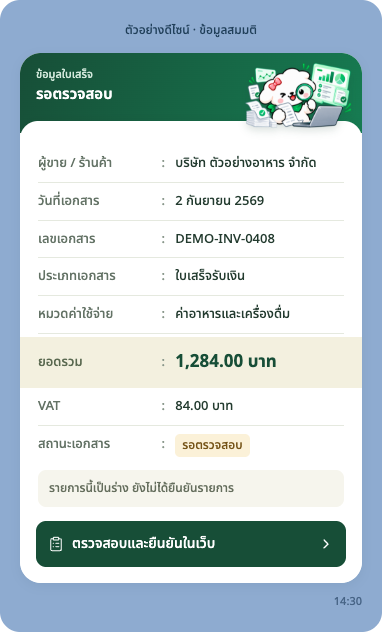 ตัวอย่างดีไซน์ · ข้อมูลสมมติ
ข้อมูลใบเสร็จ
รอตรวจสอบ
ผู้ขาย / ร้านค้า : บริษัท ตัวอย่างอาหาร จำกัด
วันที่เอกสาร : 2 กันยายน 2569
เลขเอกสาร : DEMO-INV-0408
ประเภทเอกสาร : ใบเสร็จรับเงิน
หมวดค่าใช้จ่าย : ค่าอาหารและเครื่องดื่ม
ยอดรวม : 1,284.00 บาท
VAT : 84.00 บาท
สถานะเอกสาร : รอตรวจสอบ
รายการนี้เป็นร่าง ยังไม่ได้ยืนยันรายการ
ตรวจสอบและยืนยันในเว็บ
14:30